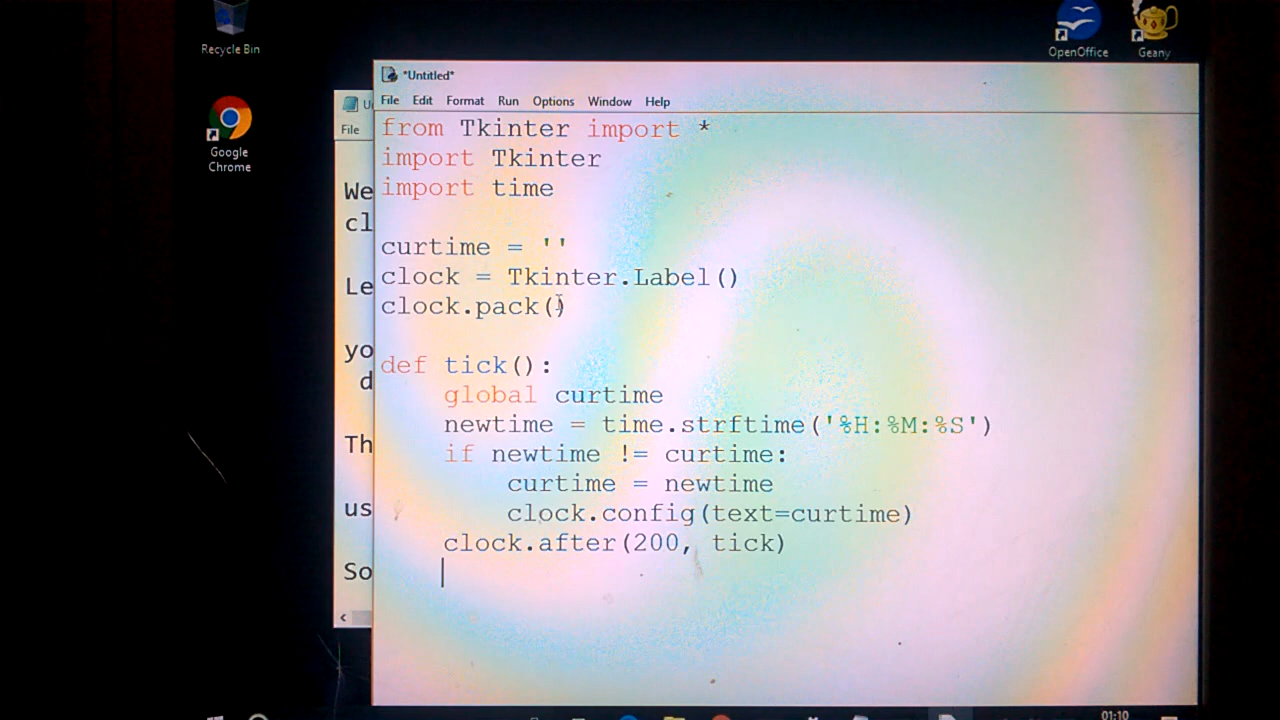 Recycle Bin
OpenOffice
Geany
Google
Chrome
*Untitled*
File Edit Format Run Options Window Help
File
from Tkinter import *
import Tkinter
import time
curtime = ''
clock = Tkinter.Label()
clock.pack()
def tick():
global curtime
newtime = time.strftime('%H:%M:%S')
if newtime != curtime:
curtime = newtime
clock.config(text=curtime)
clock.after(200, tick)
We
cl
Le
yo
d
Th
us
So
01:10